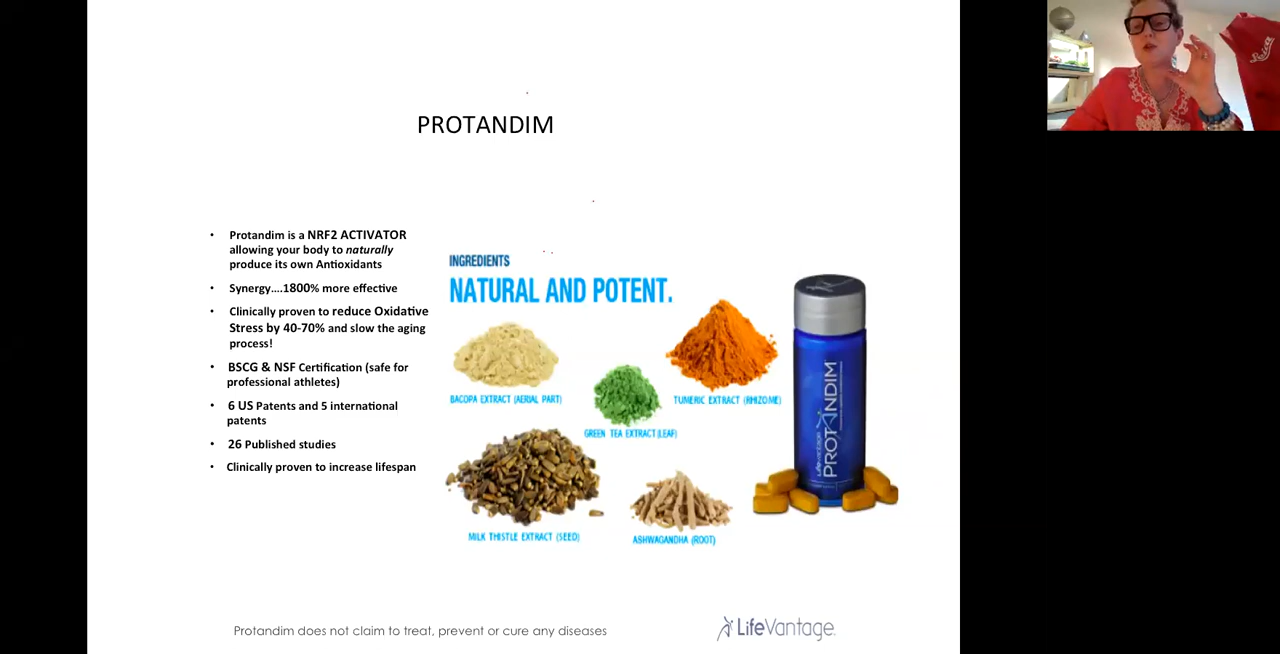 PROTANDIM
• Protandim is a NRF2 ACTIVATOR
allowing your body to naturally
produce its own Antioxidants
• Synergy....1800% more effective
• Clinically proven to reduce Oxidative
Stress by 40-70% and slow the aging
process!
• BSCG & NSF Certification (safe for
professional athletes)
• 6 US Patents and 5 international
patents
• 26 Published studies
• Clinically proven to increase lifespan
INGREDIENTS
NATURAL AND POTENT.
BACOPA EXTRACT (AERIAL PART)
GREEN TEA EXTRACT (LEAF)
TUMERIC EXTRACT (RHIZOME)
MILK THISTLE EXTRACT (SEED)
ASHWAGANDHA (ROOT)
Lifevantage
PROTANDIM
Protandim does not claim to treat, prevent or cure any diseases
LifeVantage.
Leica